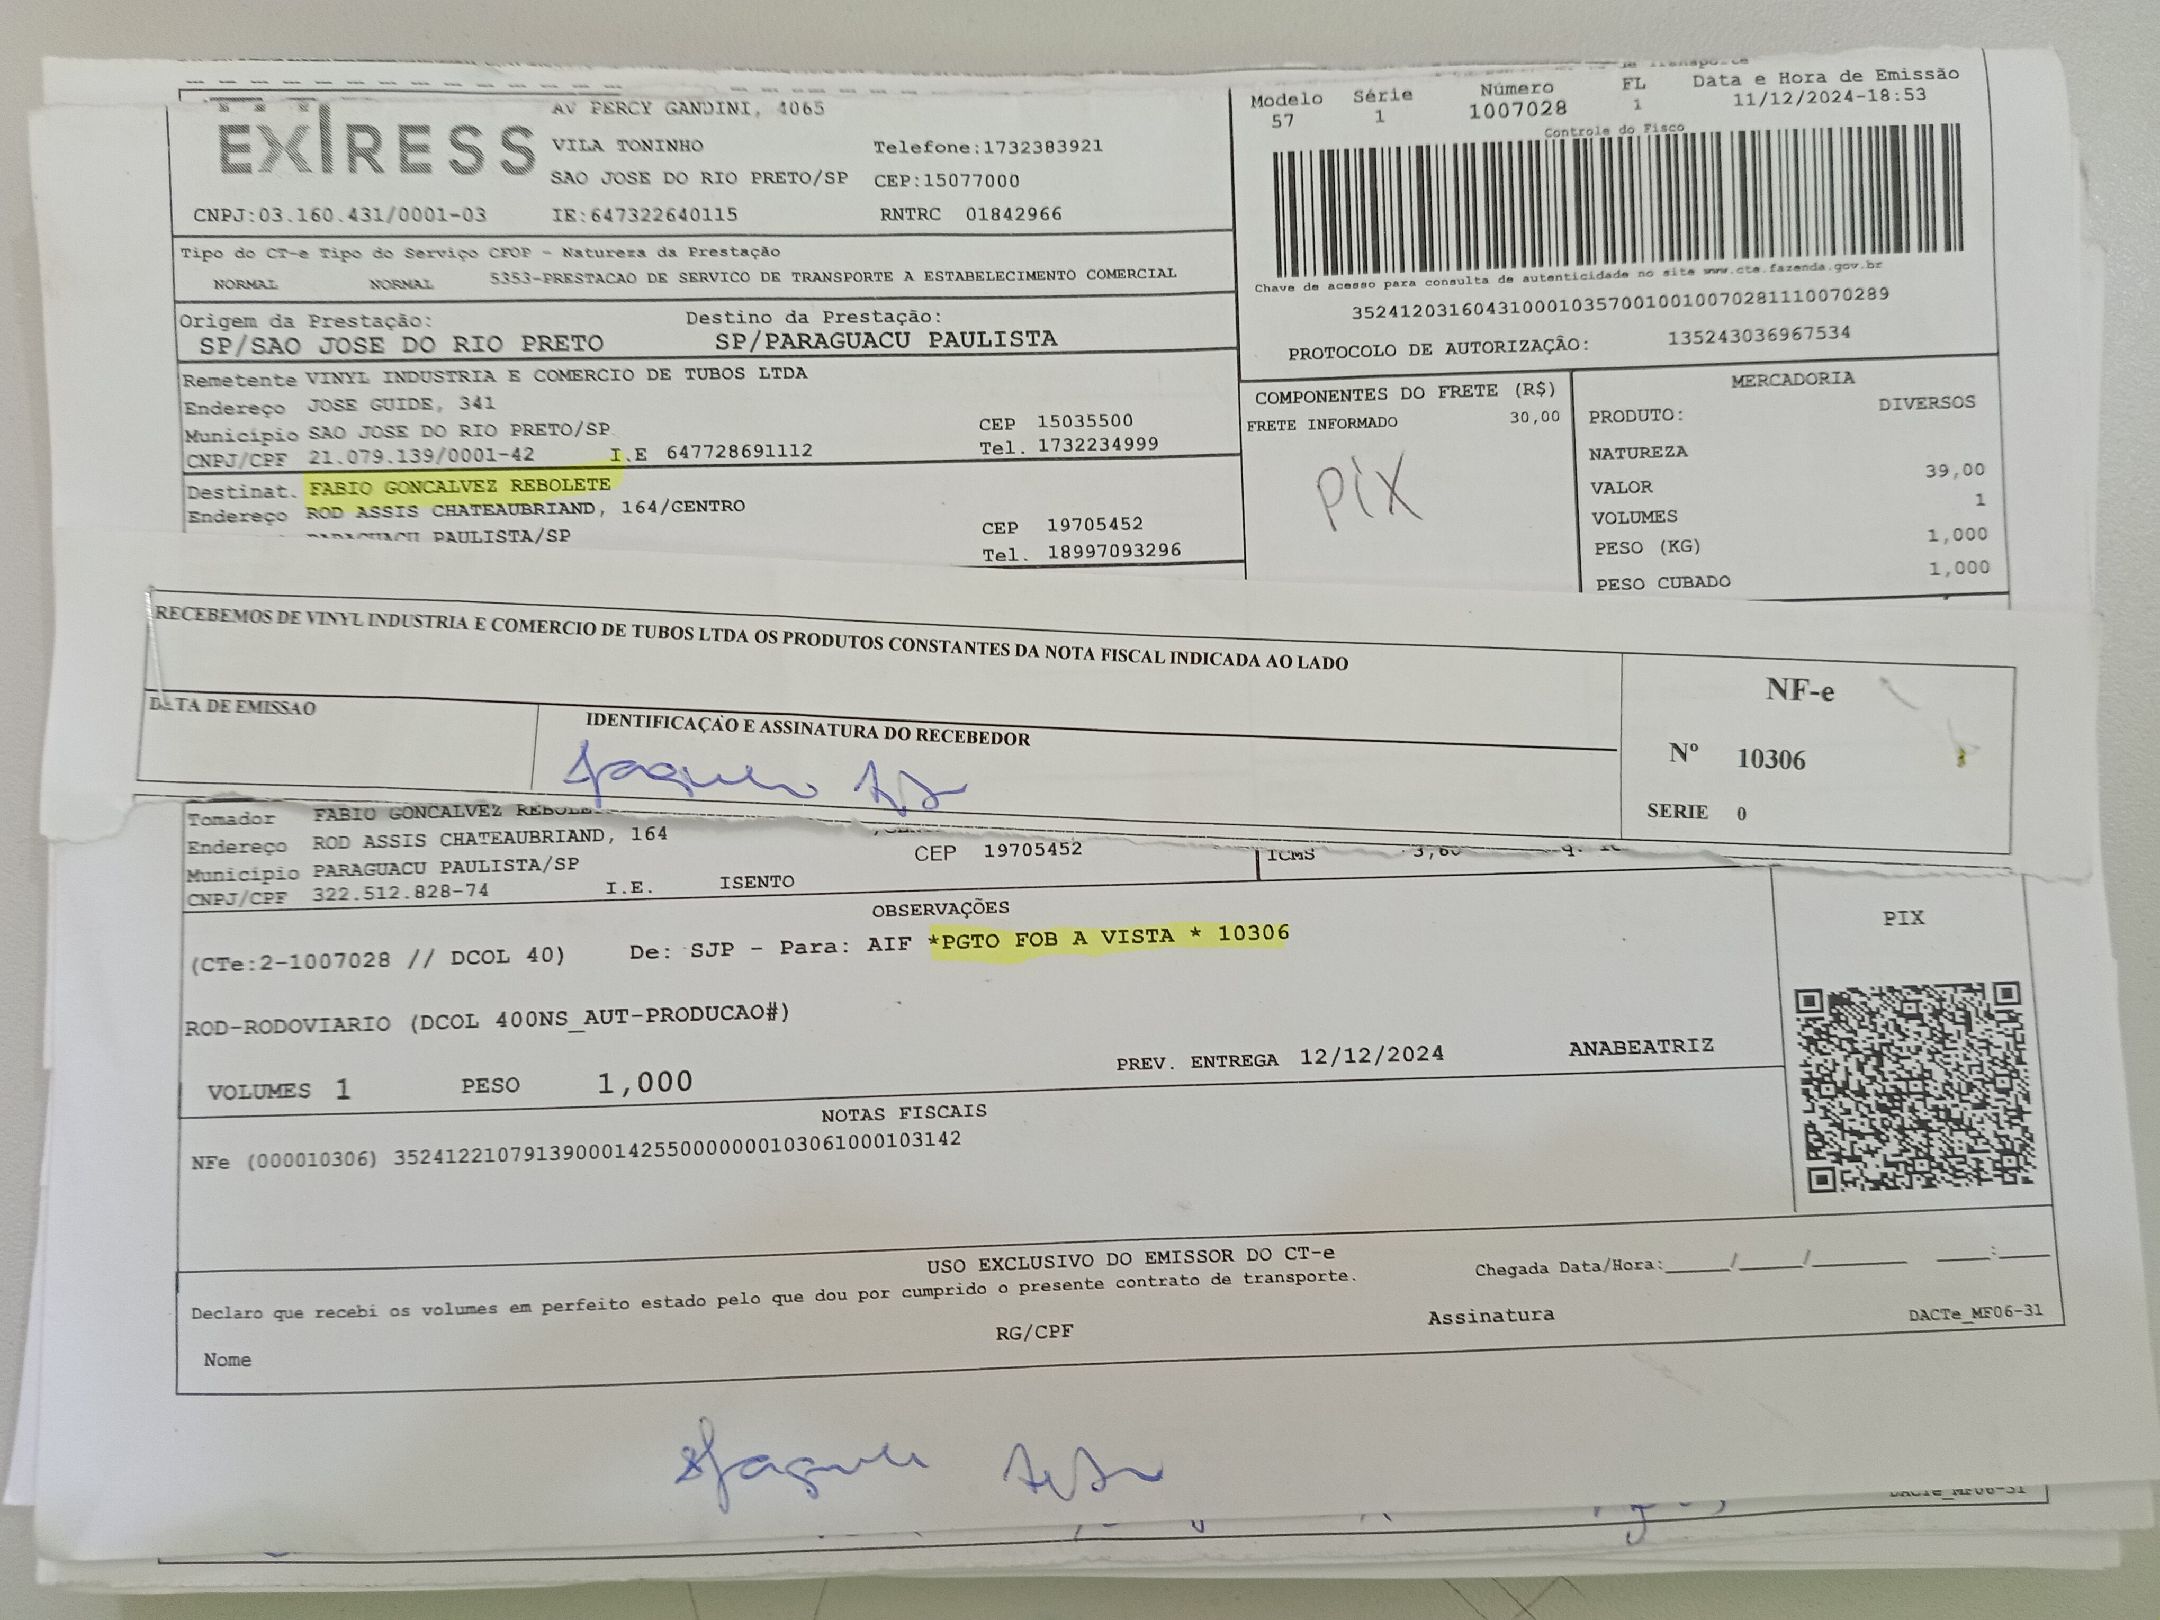 EXPRESS
AV PERCY GANDINI, 4065
VILA TONINHO Telefone:1732383921
SAO JOSE DO RIO PRETO/SP CEP:15077000
CNPJ:03.160.431/0001-03 IE:647322640115 RNTRC 01842966
Modelo Série Número FL Data e Hora de Emissão
57 1 1007028 1 11/12/2024-18:53
Controle do Fisco
Chave de acesso para consulta de autenticidade no site www.cte.fazenda.gov.br
35241203160431000103570010010070281110070289
PROTOCOLO DE AUTORIZAÇÃO: 135243036967534
Tipo do CT-e Tipo do Serviço CFOP - Natureza da Prestação
NORMAL NORMAL 5353-PRESTACAO DE SERVICO DE TRANSPORTE A ESTABELECIMENTO COMERCIAL
Origem da Prestação: Destino da Prestação:
SP/SAO JOSE DO RIO PRETO SP/PARAGUACU PAULISTA
Remetente VINYL INDUSTRIA E COMERCIO DE TUBOS LTDA
Endereço JOSE GUIDE, 341
Município SAO JOSE DO RIO PRETO/SP CEP 15035500
CNPJ/CPF 21.079.139/0001-42 I.E 647728691112 Tel. 1732234999
Destinat. FABIO GONCALVEZ REBOLETE
Endereço ROD ASSIS CHATEAUBRIAND, 164/CENTRO
PARAGUACU PAULISTA/SP CEP 19705452
Tel. 18997093296
COMPONENTES DO FRETE (R$)
FRETE INFORMADO 30,00
PIX
MERCADORIA
PRODUTO: DIVERSOS
NATUREZA
VALOR 39,00
VOLUMES 1
PESO (KG) 1,000
PESO CUBADO 1,000
RECEBEMOS DE VINYL INDUSTRIA E COMERCIO DE TUBOS LTDA OS PRODUTOS CONSTANTES DA NOTA FISCAL INDICADA AO LADO
DATA DE EMISSAO
IDENTIFICAÇÃO E ASSINATURA DO RECEBEDOR
NF-e
Nº 10306
SERIE 0
Tomador FABIO GONCALVEZ
Endereço ROD ASSIS CHATEAUBRIAND, 164
Município PARAGUACU PAULISTA/SP CEP 19705452
CNPJ/CPF 322.512.828-74 I.E. ISENTO
ICMS
OBSERVAÇÕES
(CTe:2-1007028 // DCOL 40) De: SJP - Para: AIF *PGTO FOB A VISTA * 10306
ROD-RODOVIARIO (DCOL 400NS_AUT-PRODUCAO#)
VOLUMES 1 PESO 1,000 PREV. ENTREGA 12/12/2024 ANABEATRIZ
PIX
NOTAS FISCAIS
NFe (000010306) 35241221079139000142550000000103061000103142
USO EXCLUSIVO DO EMISSOR DO CT-e
Declaro que recebi os volumes em perfeito estado pelo que dou por cumprido o presente contrato de transporte.
Chegada Data/Hora:_____/_____/_______ ____:____
Nome RG/CPF Assinatura
DACTe_MF06-31
DACTe_MF06-31